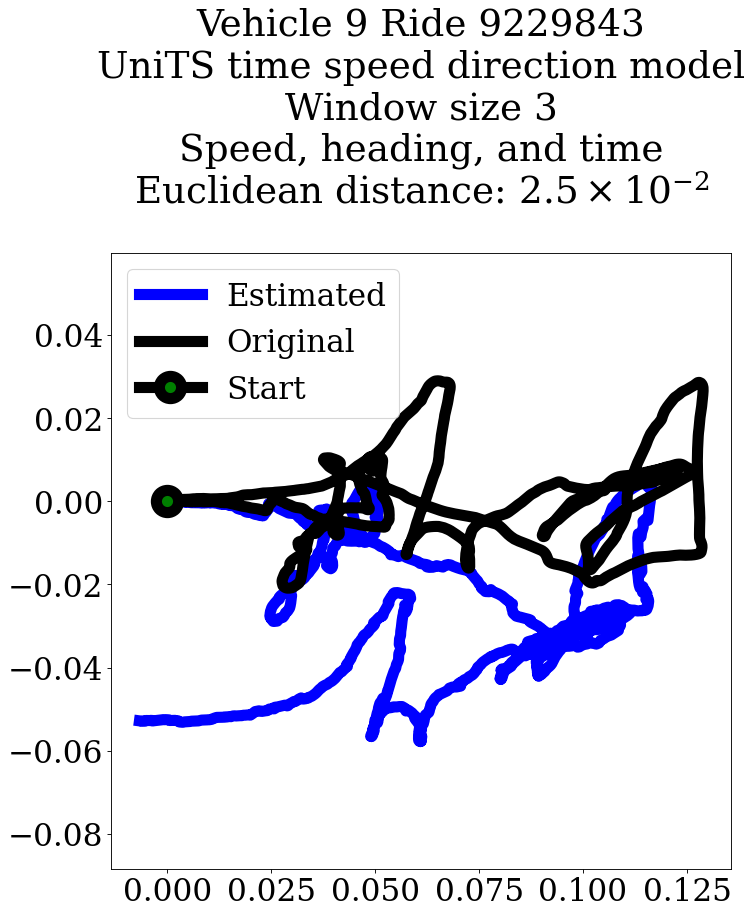 Vehicle 9 Ride 9229843
UniTS time speed direction model
Window size 3
Speed, heading, and time
Euclidean distance: 2.5 × 10⁻²
Estimated
Original
Start
0.04
0.02
0.00
−0.02
−0.04
−0.06
−0.08
0.000 0.025 0.050 0.075 0.100 0.125